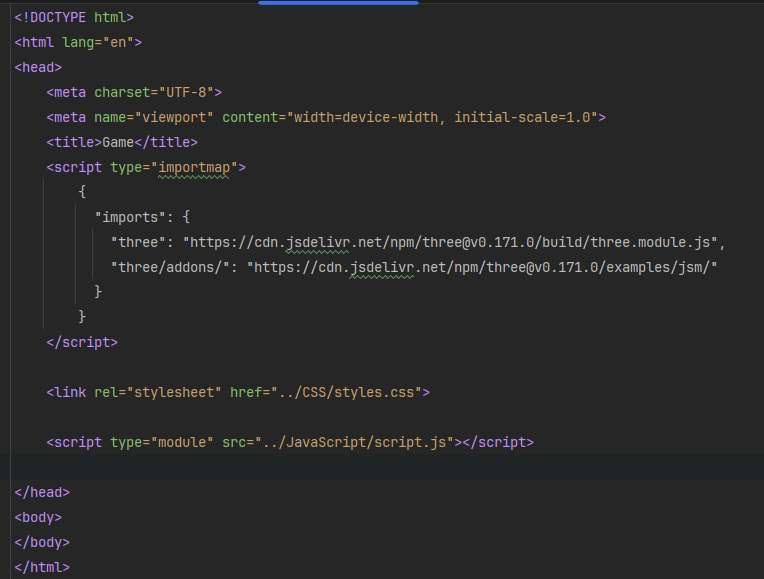 <!DOCTYPE html>
<html lang="en">
<head>
    <meta charset="UTF-8">
    <meta name="viewport" content="width=device-width, initial-scale=1.0">
    <title>Game</title>
    <script type="importmap">
        {
          "imports": {
            "three": "https://cdn.jsdelivr.net/npm/three@v0.171.0/build/three.module.js",
            "three/addons/": "https://cdn.jsdelivr.net/npm/three@v0.171.0/examples/jsm/"
          }
        }
    </script>
    <link rel="stylesheet" href="../CSS/styles.css">
    <script type="module" src="../JavaScript/script.js"></script>
</head>
<body>
</body>
</html>